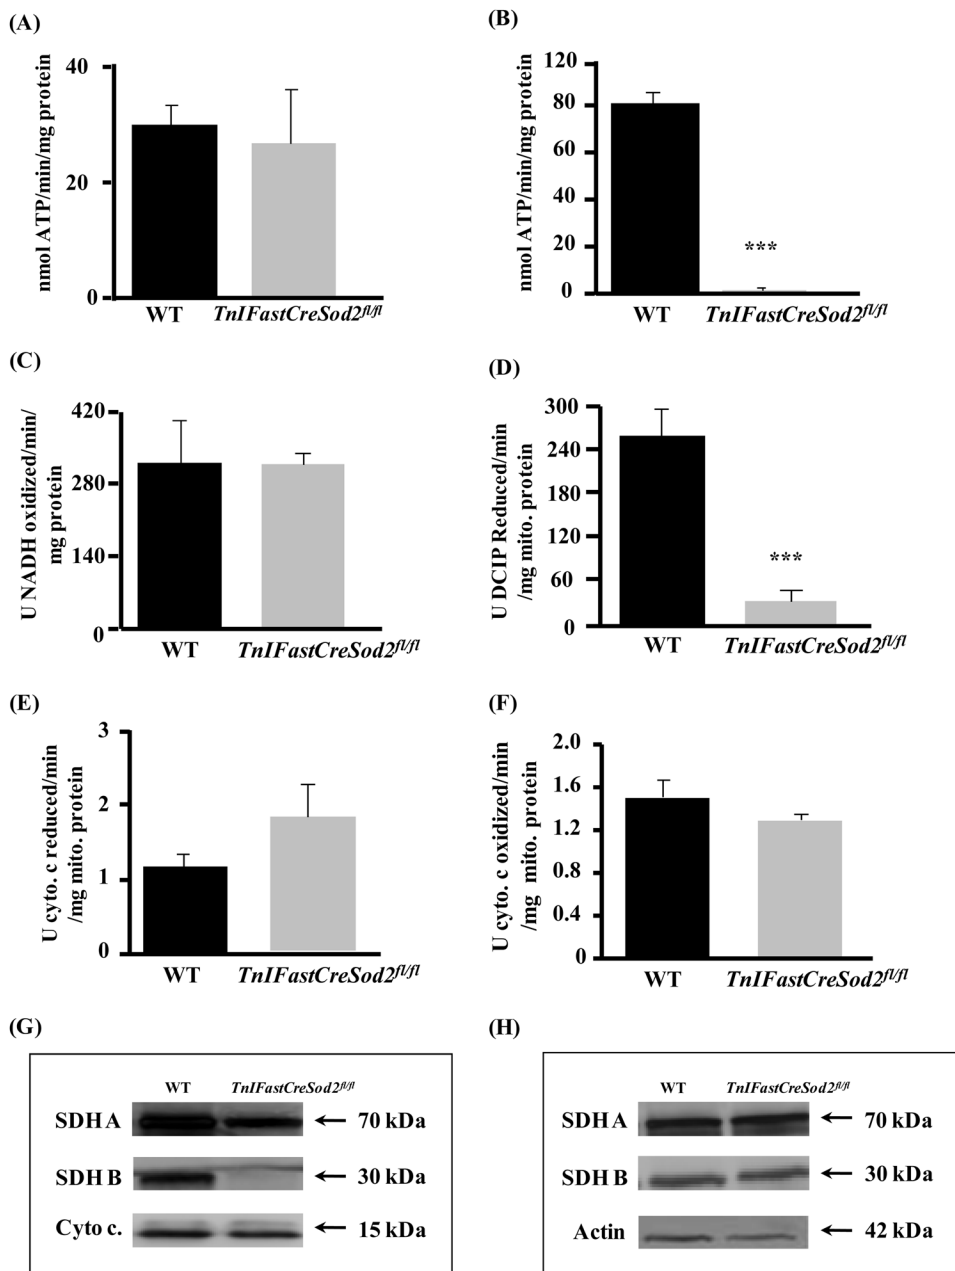 (A)
nmol ATP/min/mg protein
40
20
0
WT
TnIFastCreSod2fl/fl
(B)
nmol ATP/min/mg protein
120
80
60
40
20
0
***
WT
TnIFastCreSod2fl/fl
(C)
U NADH oxidized/min/
mg protein
420
280
140
0
WT
TnIFastCreSod2fl/fl
(D)
U DCIP Reduced/min
/mg mito. protein
300
240
180
120
60
0
***
WT
TnIFastCreSod2fl/fl
(E)
U cyto. c reduced/min
/mg mito. protein
3
2
1
0
WT
TnIFastCreSod2fl/fl
(F)
U cyto. c oxidized/min
/mg mito. protein
2.0
1.6
1.2
0.8
0.4
0
WT
TnIFastCreSod2fl/fl
(G)
WT TnIFastCreSod2fl/fl
SDH A ← 70 kDa
SDH B ← 30 kDa
Cyto c. ← 15 kDa
(H)
WT TnIFastCreSod2fl/fl
SDH A ← 70 kDa
SDH B ← 30 kDa
Actin ← 42 kDa